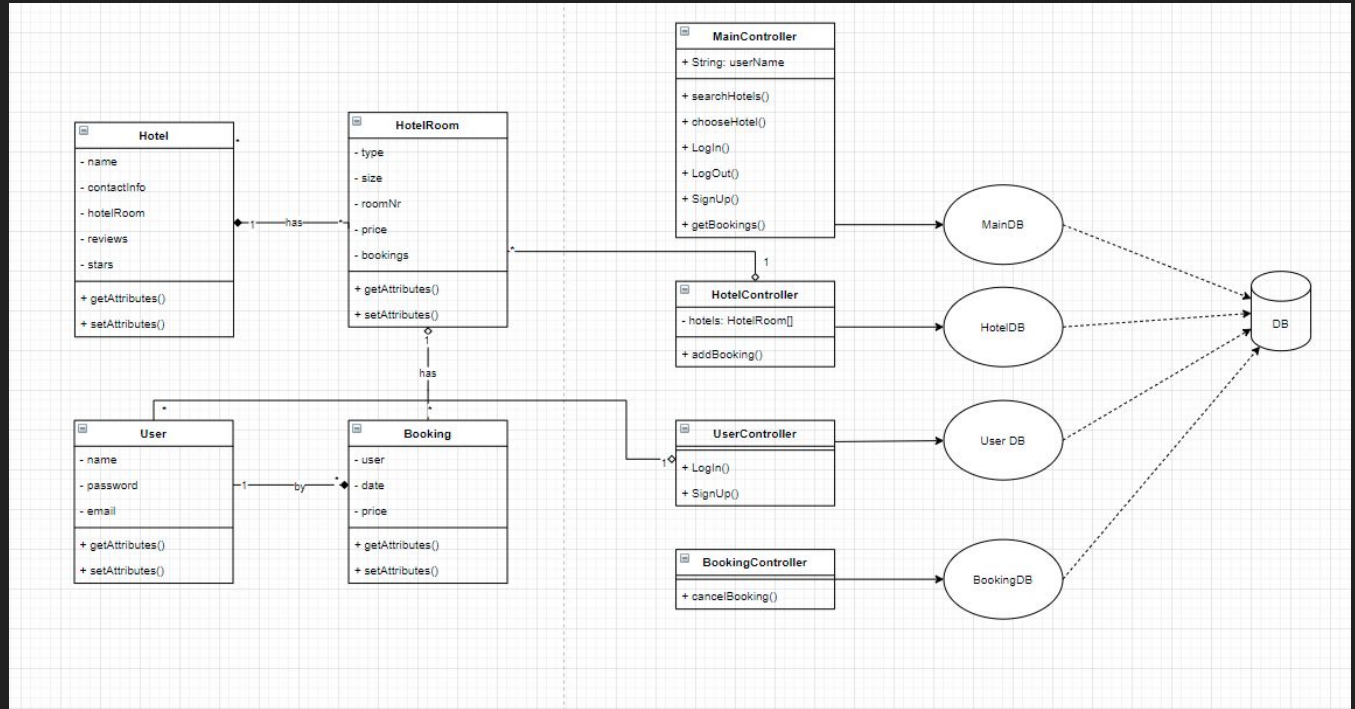 Hotel
- name
- contactInfo
- hotelRoom
- reviews
- stars
+ getAttributes()
+ setAttributes()
*
1
has
*
HotelRoom
- type
- size
- roomNr
- price
- bookings
+ getAttributes()
+ setAttributes()
*
1
1
has
*
User
- name
- password
- email
+ getAttributes()
+ setAttributes()
*
1
by
*
Booking
- user
- date
- price
+ getAttributes()
+ setAttributes()
MainController
+ String: userName
+ searchHotels()
+ chooseHotel()
+ LogIn()
+ LogOut()
+ SignUp()
+ getBookings()
HotelController
- hotels: HotelRoom[]
+ addBooking()
1
UserController
+ LogIn()
+ SignUp()
BookingController
+ cancelBooking()
MainDB
HotelDB
User DB
BookingDB
DB